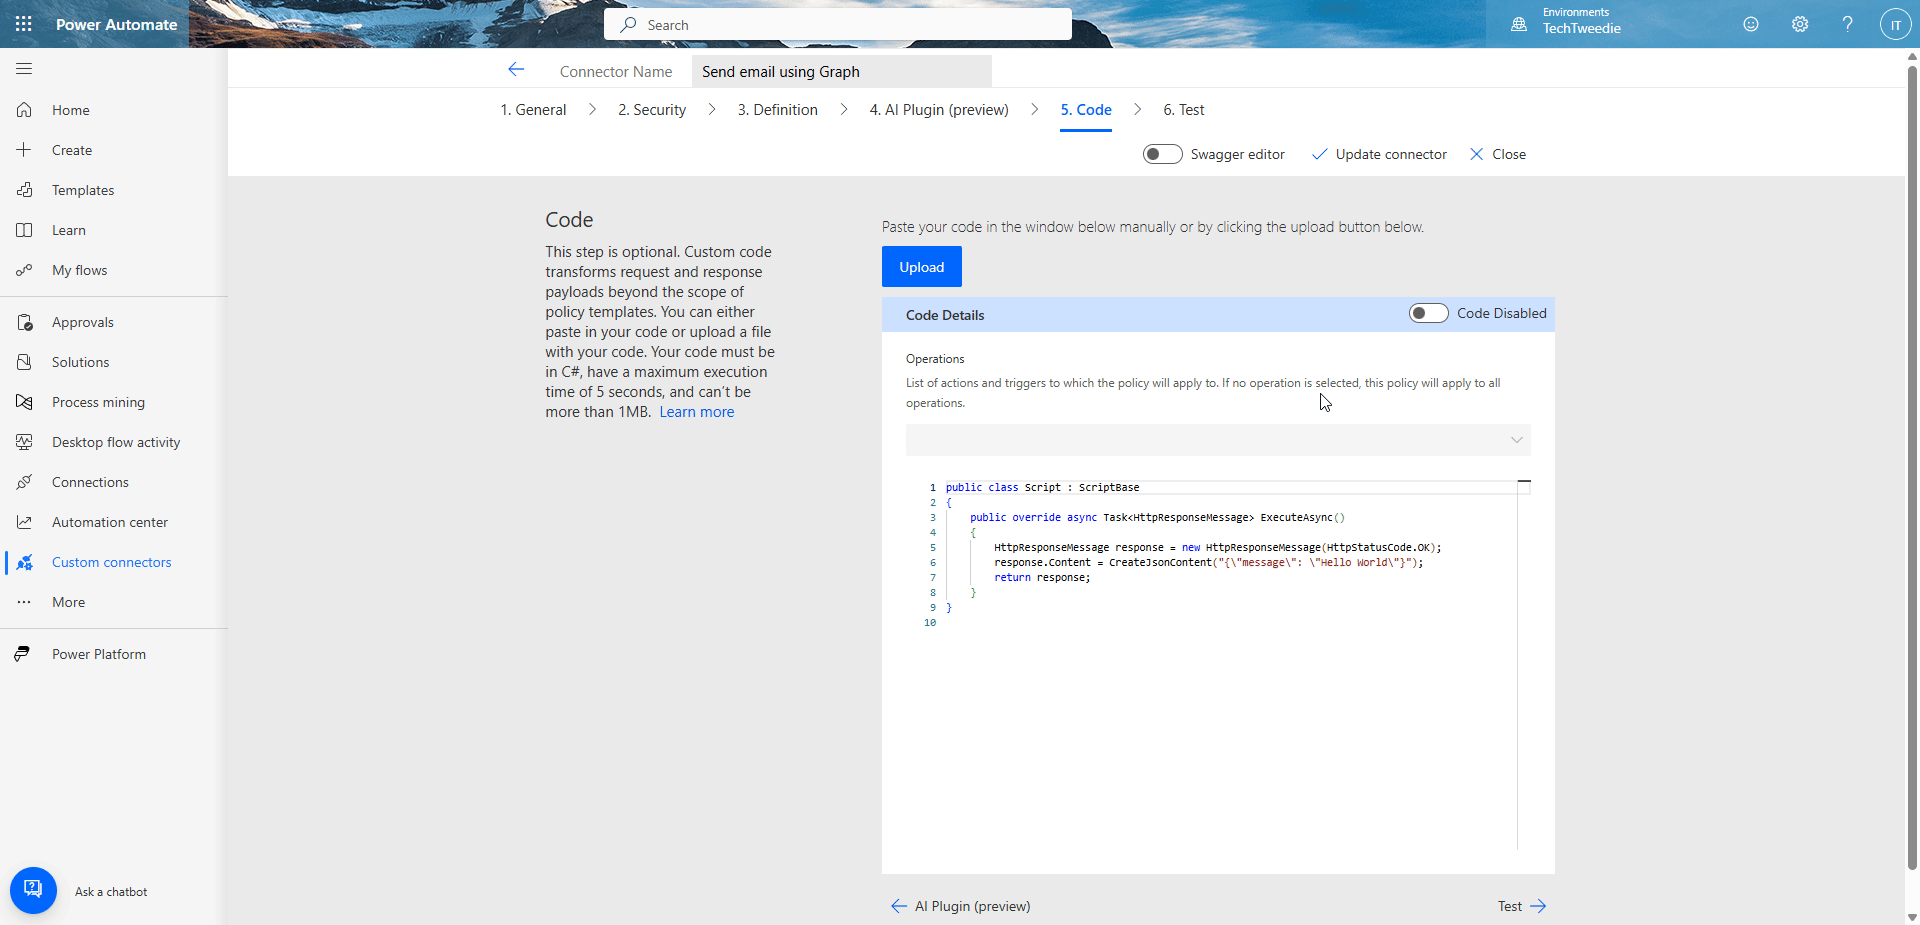 Power Automate
Search
Environments
TechTweedie
IT
Connector Name
Send email using Graph
1. General
2. Security
3. Definition
4. AI Plugin (preview)
5. Code
6. Test
Swagger editor
Update connector
Close
Home
Create
Templates
Learn
My flows
Approvals
Solutions
Process mining
Desktop flow activity
Connections
Automation center
Custom connectors
More
Power Platform
Ask a chatbot
Code
This step is optional. Custom code
transforms request and response
payloads beyond the scope of
policy templates. You can either
paste in your code or upload a file
with your code. Your code must be
in C#, have a maximum execution
time of 5 seconds, and can't be
more than 1MB. Learn more
Paste your code in the window below manually or by clicking the upload button below.
Upload
Code Details
Code Disabled
Operations
List of actions and triggers to which the policy will apply to. If no operation is selected, this policy will apply to all
operations.
1 public class Script : ScriptBase
2 {
3 public override async Task<HttpResponseMessage> ExecuteAsync()
4 {
5 HttpResponseMessage response = new HttpResponseMessage(HttpStatusCode.OK);
6 response.Content = CreateJsonContent("{\"message\": \"Hello World\"}");
7 return response;
8 }
9 }
10
AI Plugin (preview)
Test